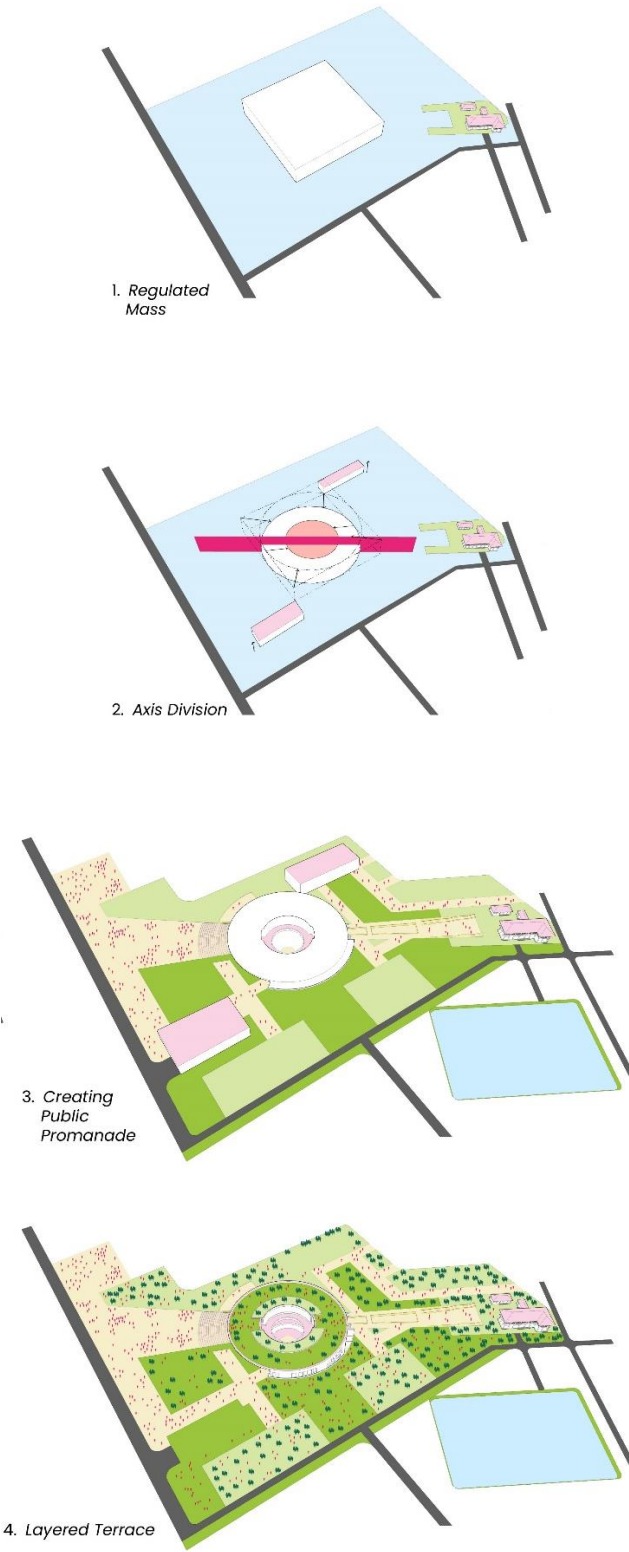 1. Regulated
Mass
2. Axis Division
3. Creating
Public
Promanade
4. Layered Terrace